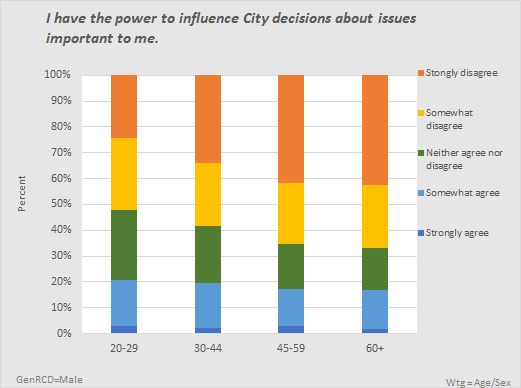 I have the power to influence City decisions about issues
important to me.
100%
90%
80%
70%
60%
50%
40%
30%
20%
10%
0%
Percent
20-29
30-44
45-59
60+
Stongly disagree
Somewhat
disagree
Neither agree nor
disagree
Somewhat agree
Strongly agree
GenRCD=Male
Wtg = Age/Sex